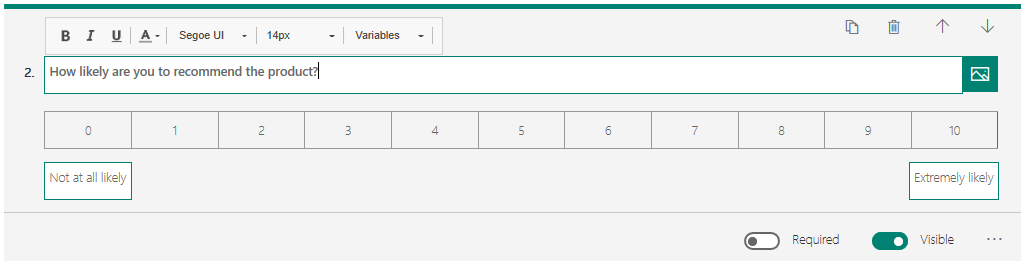 B I U A Segoe UI 14px Variables
2. How likely are you to recommend the product?
0 1 2 3 4 5 6 7 8 9 10
Not at all likely Extremely likely
Required Visible ...